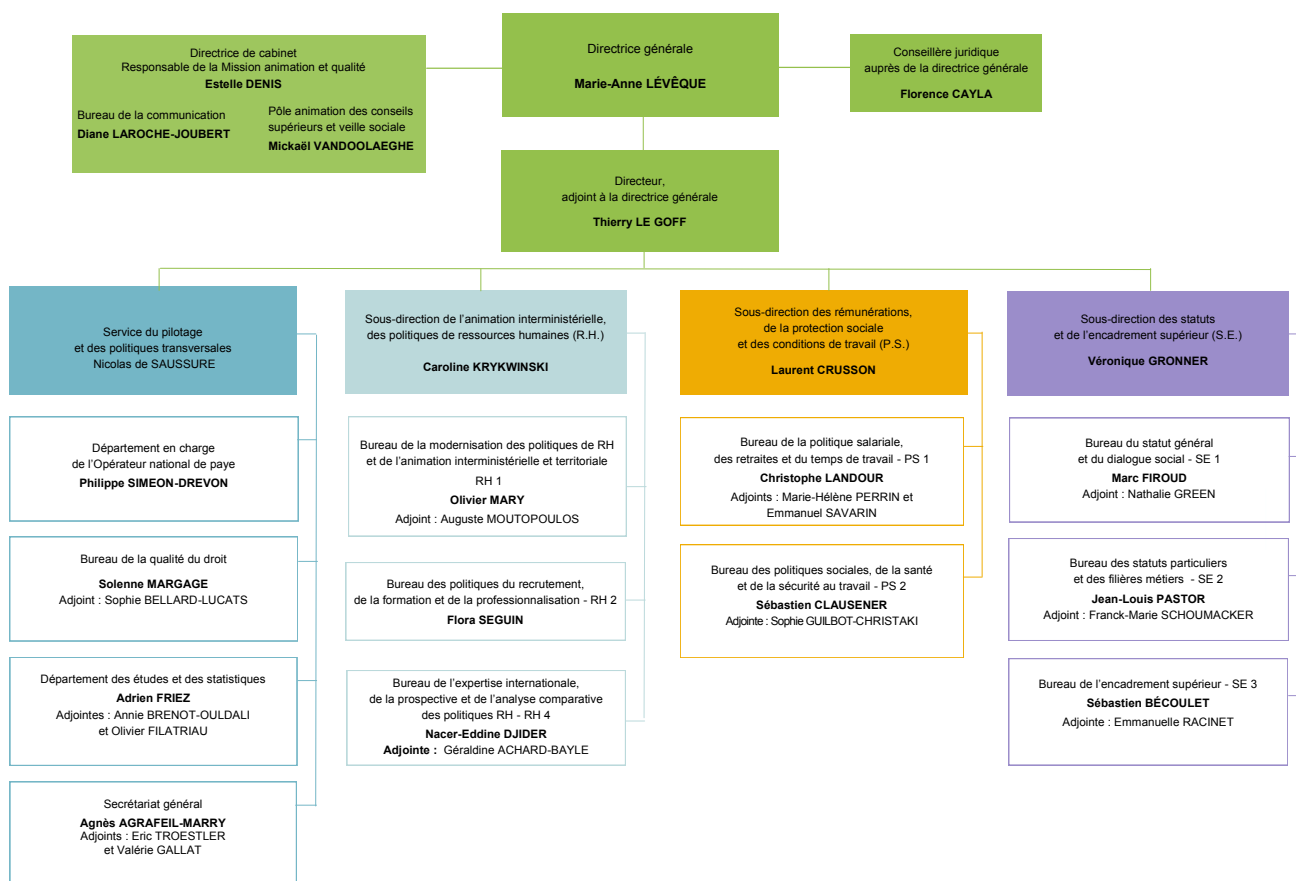 Directrice de cabinet
Responsable de la Mission animation et qualité
Estelle DENIS
Bureau de la communication
Diane LAROCHE-JOUBERT
Pôle animation des conseils
supérieurs et veille sociale
Mickaël VANDOOLAEGHE
Directrice générale
Marie-Anne LÉVÊQUE
Conseillère juridique
auprès de la directrice générale
Florence CAYLA
Directeur,
adjoint à la directrice générale
Thierry LE GOFF
Service du pilotage
et des politiques transversales
Nicolas de SAUSSURE
Département en charge
de l'Opérateur national de paye
Philippe SIMEON-DREVON
Bureau de la qualité du droit
Solenne MARGAGE
Adjoint : Sophie BELLARD-LUCATS
Département des études et des statistiques
Adrien FRIEZ
Adjointes : Annie BRENOT-OULDALI
et Olivier FILATRIAU
Secrétariat général
Agnès AGRAFEIL-MARRY
Adjoints : Eric TROESTLER
et Valérie GALLAT
Sous-direction de l'animation interministérielle,
des politiques de ressources humaines (R.H.)
Caroline KRYKWINSKI
Bureau de la modernisation des politiques de RH
et de l'animation interministérielle et territoriale
RH 1
Olivier MARY
Adjoint : Auguste MOUTOPOULOS
Bureau des politiques du recrutement,
de la formation et de la professionnalisation - RH 2
Flora SEGUIN
Bureau de l'expertise internationale,
de la prospective et de l'analyse comparative
des politiques RH - RH 4
Nacer-Eddine DJIDER
Adjointe : Géraldine ACHARD-BAYLE
Sous-direction des rémunérations,
de la protection sociale
et des conditions de travail (P.S.)
Laurent CRUSSON
Bureau de la politique salariale,
des retraites et du temps de travail - PS 1
Christophe LANDOUR
Adjoints : Marie-Hélène PERRIN et
Emmanuel SAVARIN
Bureau des politiques sociales, de la santé
et de la sécurité au travail - PS 2
Sébastien CLAUSENER
Adjointe : Sophie GUILBOT-CHRISTAKI
Sous-direction des statuts
et de l'encadrement supérieur (S.E.)
Véronique GRONNER
Bureau du statut général
et du dialogue social - SE 1
Marc FIROUD
Adjoint : Nathalie GREEN
Bureau des statuts particuliers
et des filières métiers - SE 2
Jean-Louis PASTOR
Adjoint : Franck-Marie SCHOUMACKER
Bureau de l'encadrement supérieur - SE 3
Sébastien BÉCOULET
Adjointe : Emmanuelle RACINET